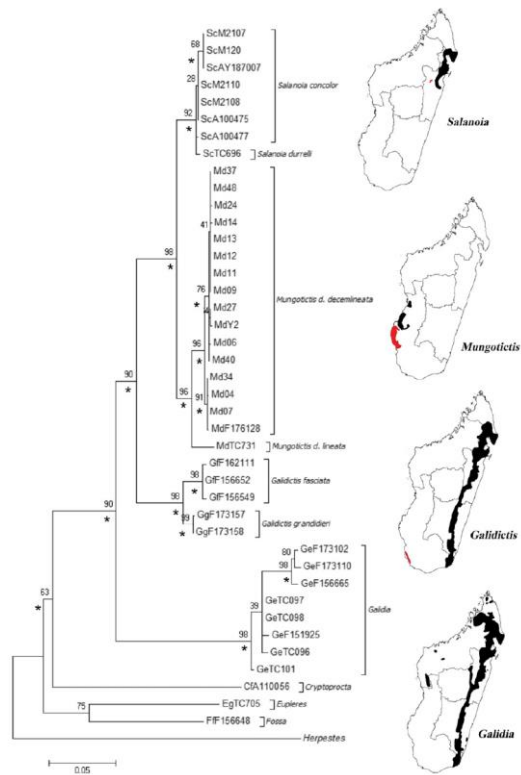 ScM2107
68
ScM120
*
ScAY187007
28
ScM2110
Salanoia concolor
ScM2108
92
ScA100475
*
ScA100477
ScTC696
Salanoia durrelli
Salanoia
Md37
Md48
Md24
41
Md14
Md13
Md12
98
*
Md11
76
Md09
Mungotictis d. decemlineata
*
Md27
4
MdY2
Md06
96
Md40
*
Md34
96
91
Md04
*
*
Md07
MdF176128
MdTC731
Mungotictis d. lineata
Mungotictis
90
*
GfF162111
98
GfF156652
Galidictis fasciata
*
GfF156549
98
*
99
GgF173157
Galidictis grandidieri
*
GgF173158
Galidictis
90
*
GeF173102
80
98
GeF173110
*
GeF156665
GeTC097
39
GeTC098
Galidia
98
GeF151925
*
GeTC096
GeTC101
63
*
CfA110056
Cryptoprocta
EgTC705
Eupleres
75
FfF156648
Fossa
Herpestes
Galidia
0.05